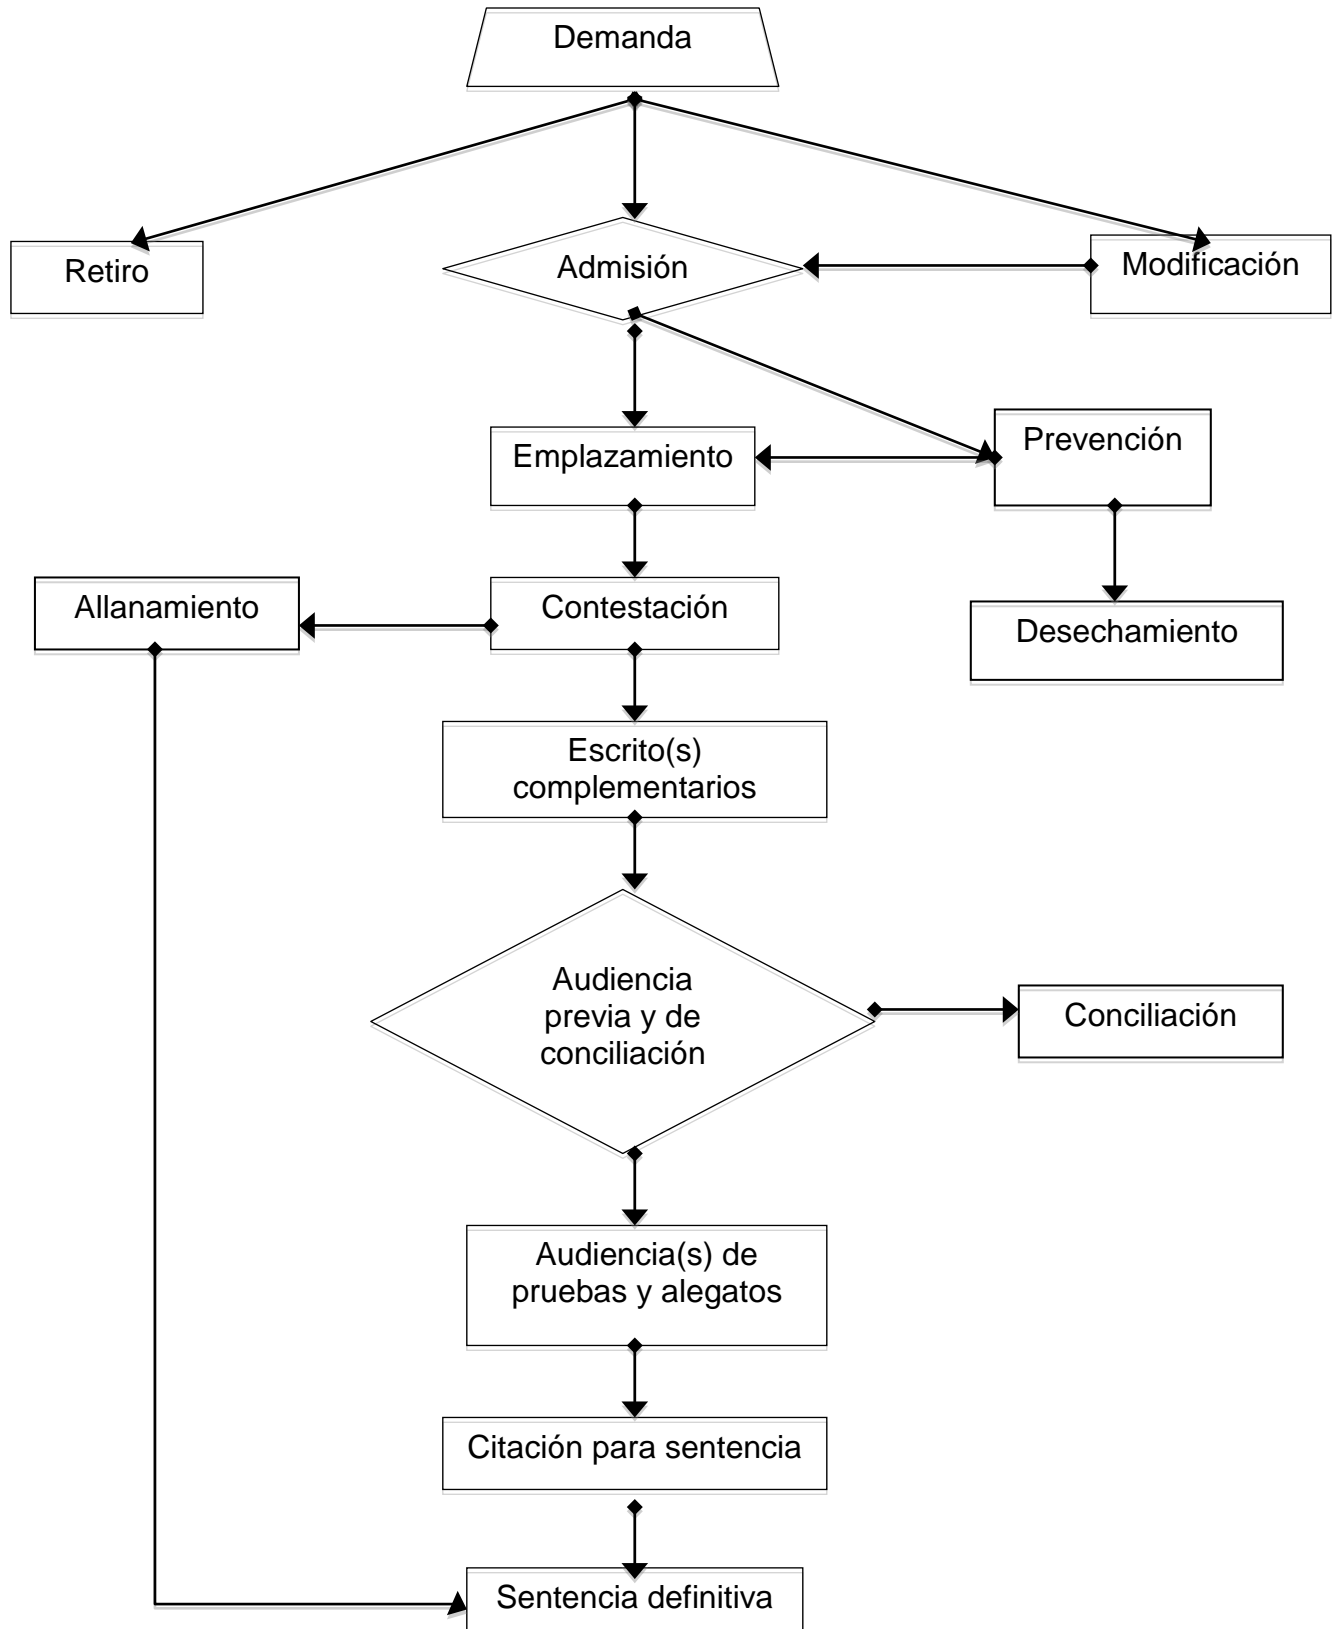 Demanda
Retiro
Admisión
Modificación
Emplazamiento
Prevención
Allanamiento
Contestación
Desechamiento
Escrito(s)
complementarios
Audiencia
previa y de
conciliación
Conciliación
Audiencia(s) de
pruebas y alegatos
Citación para sentencia
Sentencia definitiva